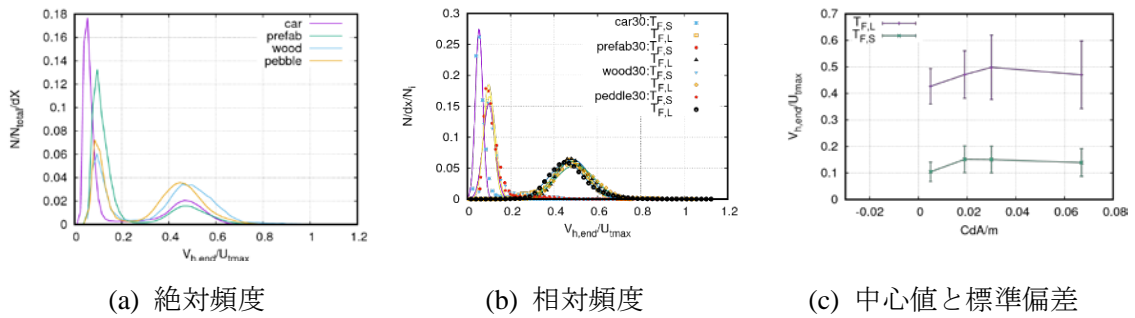 N/N_total/dX
0.18
0.16
0.14
0.12
0.1
0.08
0.06
0.04
0.02
0
0 0.2 0.4 0.6 0.8 1 1.2
V_h,end/U_tmax
car
prefab
wood
pebble
(a) 絶対頻度
N/dx/N_i
0.3
0.25
0.2
0.15
0.1
0.05
0
0 0.2 0.4 0.6 0.8 1 1.2
V_h,end/U_tmax
car30:T_F,S
T_F,L
prefab30:T_F,S
T_F,L
wood30:T_F,S
T_F,L
peddle30:T_F,S
T_F,L
(b) 相対頻度
V_h,end/U_tmax
0.7
0.6
0.5
0.4
0.3
0.2
0.1
0
-0.02 0 0.02 0.04 0.06 0.08
CdA/m
T_F,L
T_F,S
(c) 中心値と標準偏差